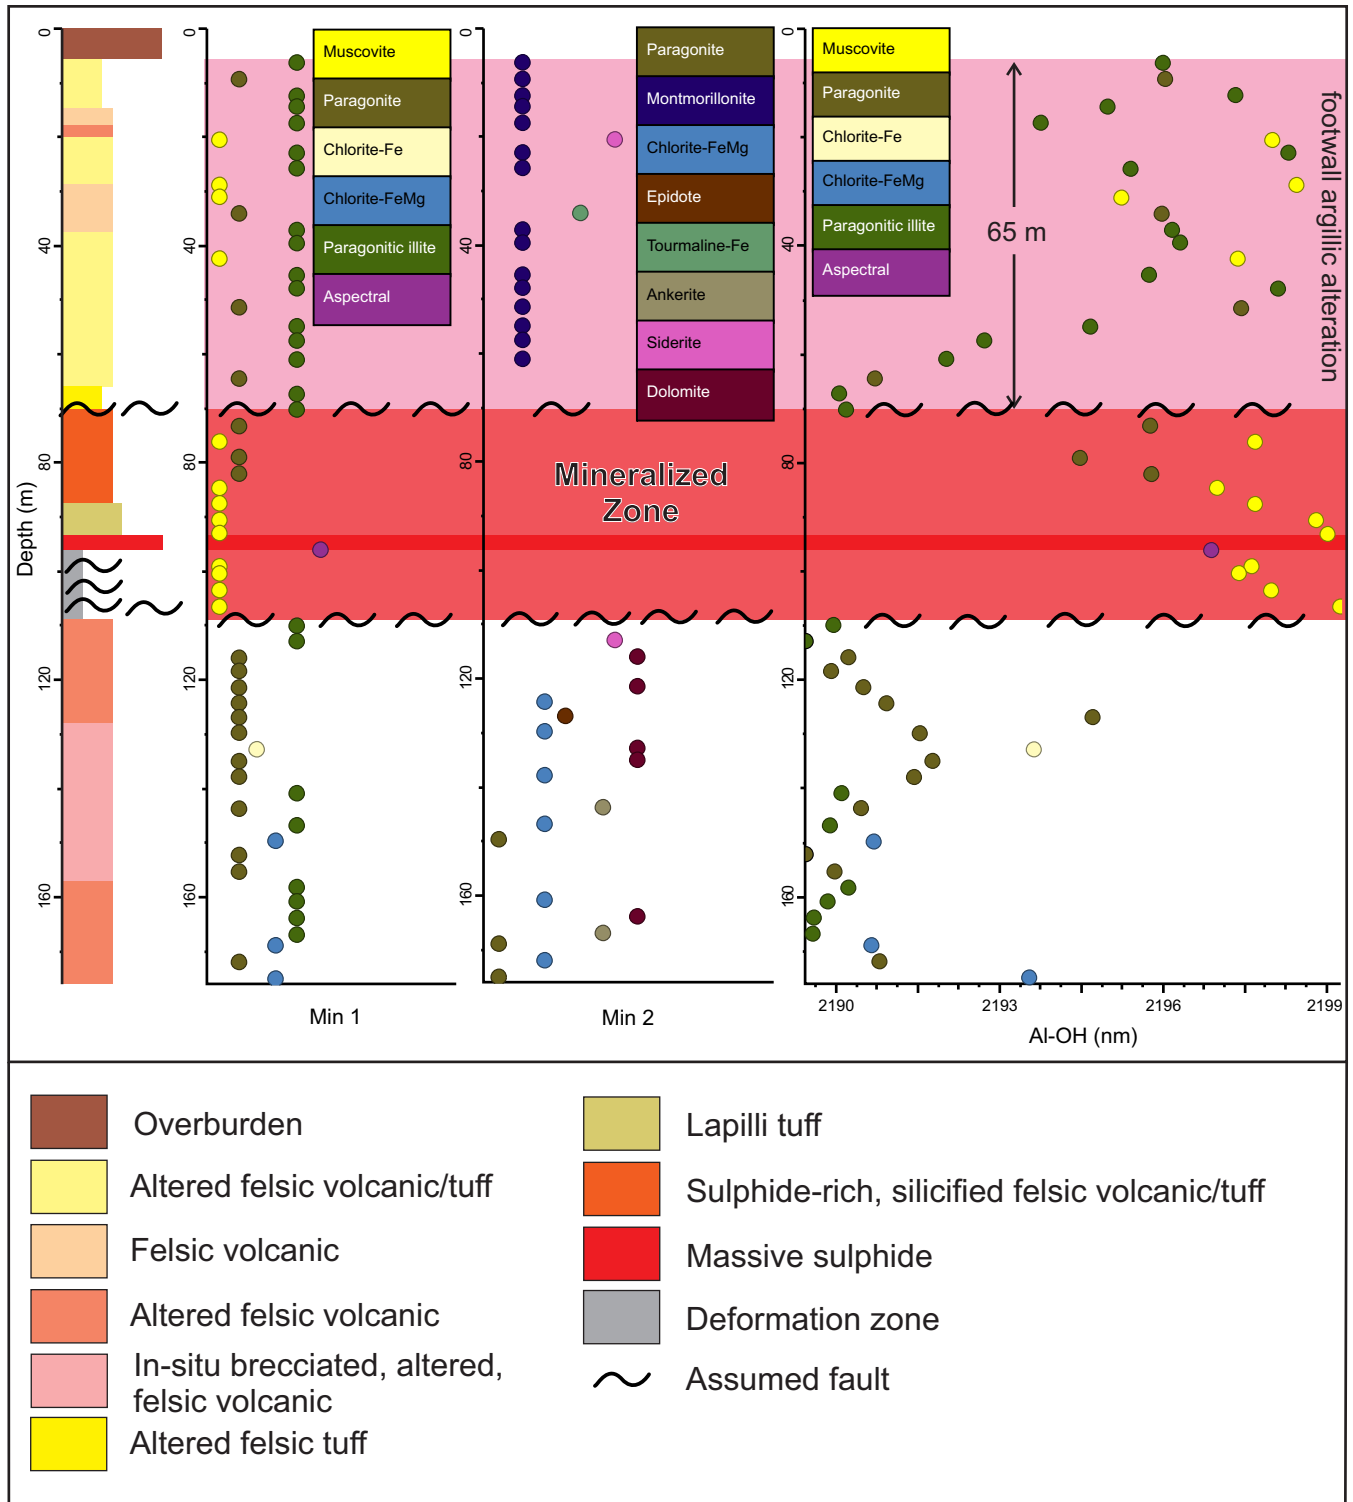 0
40
80
120
160
Depth (m)
0
40
80
120
160
Muscovite
Paragonite
Chlorite-Fe
Chlorite-FeMg
Paragonitic illite
Aspectral
Min 1
0
40
80
120
160
Paragonite
Montmorillonite
Chlorite-FeMg
Epidote
Tourmaline-Fe
Ankerite
Siderite
Dolomite
Mineralized
Zone
Min 2
0
40
80
120
160
Muscovite
Paragonite
Chlorite-Fe
Chlorite-FeMg
Paragonitic illite
Aspectral
65 m
footwall argillic alteration
2190
2193
2196
2199
Al-OH (nm)
Overburden
Altered felsic volcanic/tuff
Felsic volcanic
Altered felsic volcanic
In-situ brecciated, altered,
felsic volcanic
Altered felsic tuff
Lapilli tuff
Sulphide-rich, silicified felsic volcanic/tuff
Massive sulphide
Deformation zone
Assumed fault